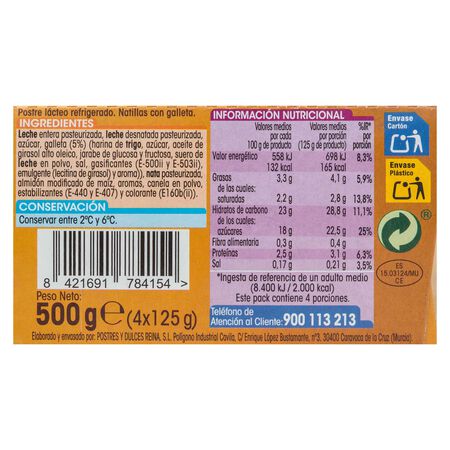 Postre lácteo refrigerado. Natillas con galleta.
INGREDIENTES
Leche entera pasteurizada, leche desnatada pasteurizada,
azúcar, galleta (5%) (harina de trigo, azúcar, aceite de
girasol alto oleico, jarabe de glucosa y fructosa, suero de
leche en polvo, sal, gasificantes (E-500ii y E-503ii),
emulgente (lecitina de girasol) y aroma)), nata pasteurizada,
almidón modificado de maíz, aromas, canela en polvo,
estabilizantes (E-440 y E-407) y colorante (E160b(ii)).
CONSERVACIÓN
Conservar entre 2ºC y 6ºC.
8 421691 784154 >
Peso Neto:
500 g e (4x125 g)
INFORMACIÓN NUTRICIONAL
Valores medios por cada 100 g de producto Valores medios por porción (125 g de producto) %IR* por porción
Valor energético 558 kJ 698 kJ 8,3%
132 kcal 165 kcal
Grasas 3,3 g 4,1 g 5,9%
de las cuales:
saturadas 2,2 g 2,8 g 13,8%
Hidratos de carbono 23 g 28,8 g 11,1%
de los cuales:
azúcares 18 g 22,5 g 25%
Fibra alimentaria 0,3 g 0,4 g
Proteínas 2,5 g 3,1 g 6,3%
Sal 0,17 g 0,21 g 3,5%
*Ingesta de referencia de un adulto medio
(8.400 kJ / 2.000 kcal)
Este pack contiene 4 porciones.
Teléfono de
Atención al Cliente: 900 113 213
Elaborado y envasado por: POSTRES Y DULCES REINA, S.L. Polígono Industrial Cavila, C/ Enrique López Bustamante, nº3, 30400 Caravaca de la Cruz (Murcia).
Envase
Cartón
Envase
Plástico
®
ES
15.03124/MU
CE